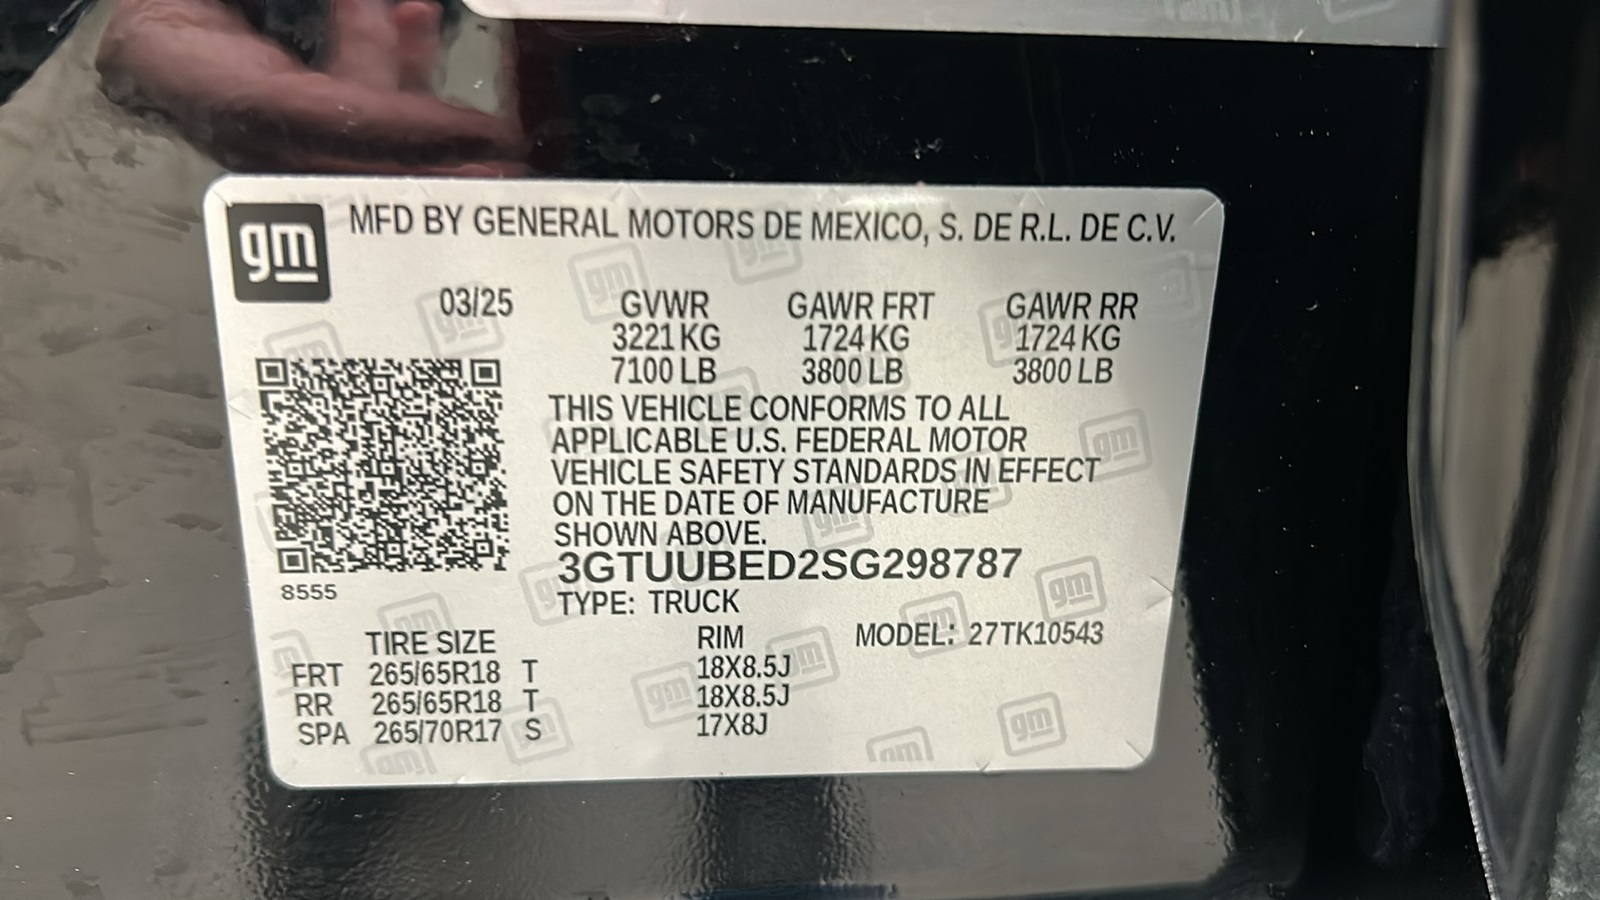 gm MFD BY GENERAL MOTORS DE MEXICO, S. DE R.L. DE C.V.
03/25 GVWR GAWR FRT GAWR RR
3221 KG 1724 KG 1724 KG
7100 LB 3800 LB 3800 LB
THIS VEHICLE CONFORMS TO ALL
APPLICABLE U.S. FEDERAL MOTOR
VEHICLE SAFETY STANDARDS IN EFFECT
ON THE DATE OF MANUFACTURE
SHOWN ABOVE.
3GTUUBED2SG298787
8555
TYPE: TRUCK
TIRE SIZE RIM MODEL: 27TK10543
FRT 265/65R18 T 18X8.5J
RR 265/65R18 T 18X8.5J
SPA 265/70R17 S 17X8J